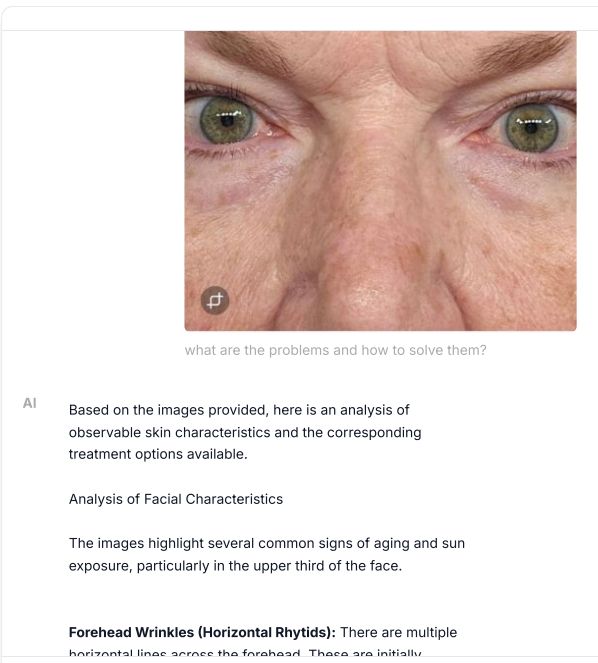 what are the problems and how to solve them?
AI
Based on the images provided, here is an analysis of
observable skin characteristics and the corresponding
treatment options available.
Analysis of Facial Characteristics
The images highlight several common signs of aging and sun
exposure, particularly in the upper third of the face.
Forehead Wrinkles (Horizontal Rhytids): There are multiple
horizontal lines across the forehead. These are initially